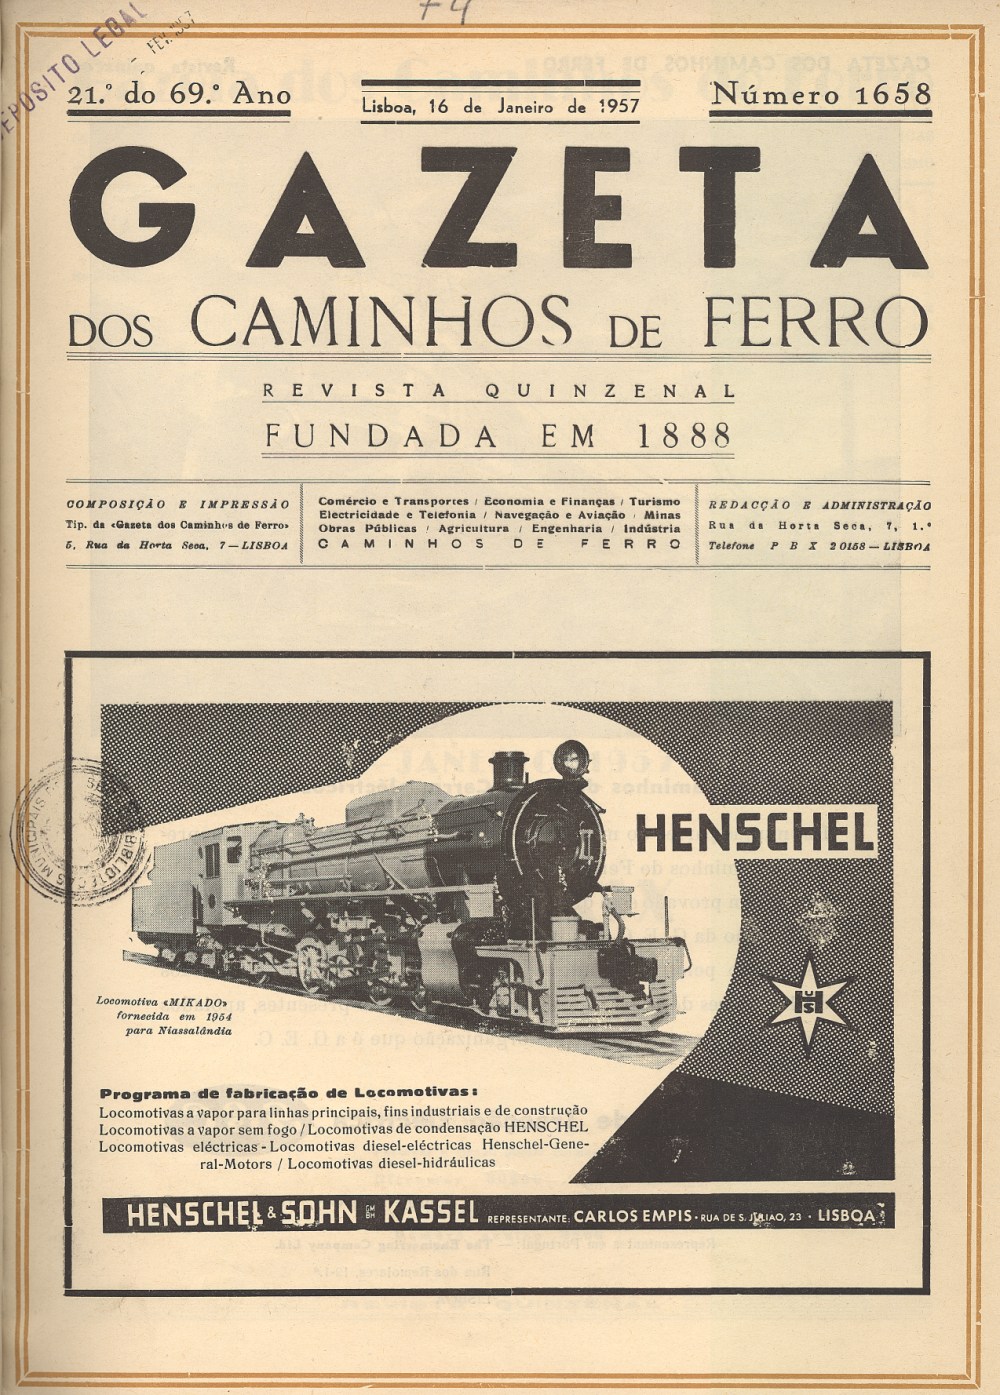 DEPOSITO LEGAL
FEV. 1957
21.º do 69.º Ano
Lisboa, 16 de Janeiro de 1957
Número 1658
GAZETA
DOS CAMINHOS DE FERRO
REVISTA QUINZENAL
FUNDADA EM 1888
COMPOSIÇÃO E IMPRESSÃO
Tip. da «Gazeta dos Caminhos de Ferro»
5, Rua da Horta Seca, 7 — LISBOA
Comércio e Transportes / Economia e Finanças / Turismo
Electricidade e Telefonia / Navegação e Aviação / Minas
Obras Públicas / Agricultura / Engenharia / Indústria
CAMINHOS DE FERRO
REDACÇÃO E ADMINISTRAÇÃO
Rua da Horta Seca, 7, 1.º
Telefone P B X 20158 — LISBOA
HENSCHEL
Locomotiva «MIKADO»
fornecida em 1954
para Niassalândia
Programa de fabricação de Locomotivas:
Locomotivas a vapor para linhas principais, fins industriais e de construção
Locomotivas a vapor sem fogo / Locomotivas de condensação HENSCHEL
Locomotivas eléctricas - Locomotivas diesel-eléctricas Henschel-Gene-
ral-Motors / Locomotivas diesel-hidráulicas
HENSCHEL & SOHN GMBH KASSEL REPRESENTANTE: CARLOS EMPIS · RUA DE S. JULIAO, 23 · LISBOA